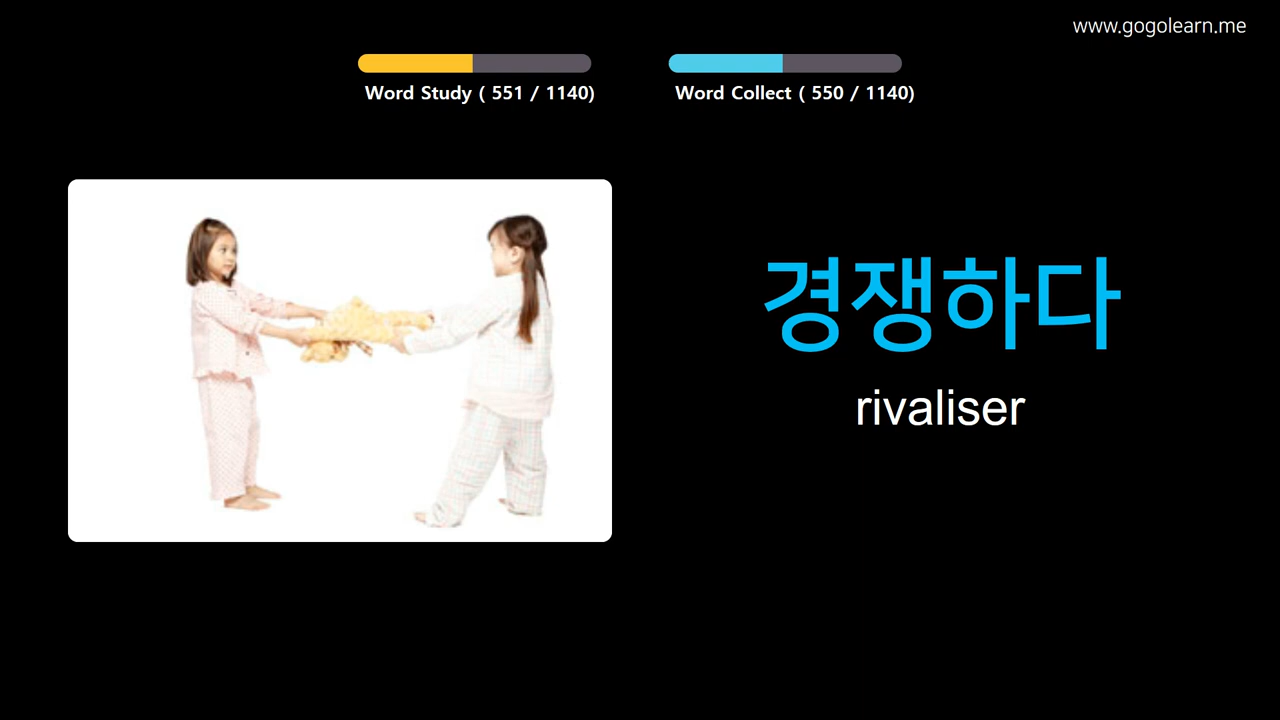 www.gogolearn.me
Word Study ( 551 / 1140)
Word Collect ( 550 / 1140)
경쟁하다
rivaliser